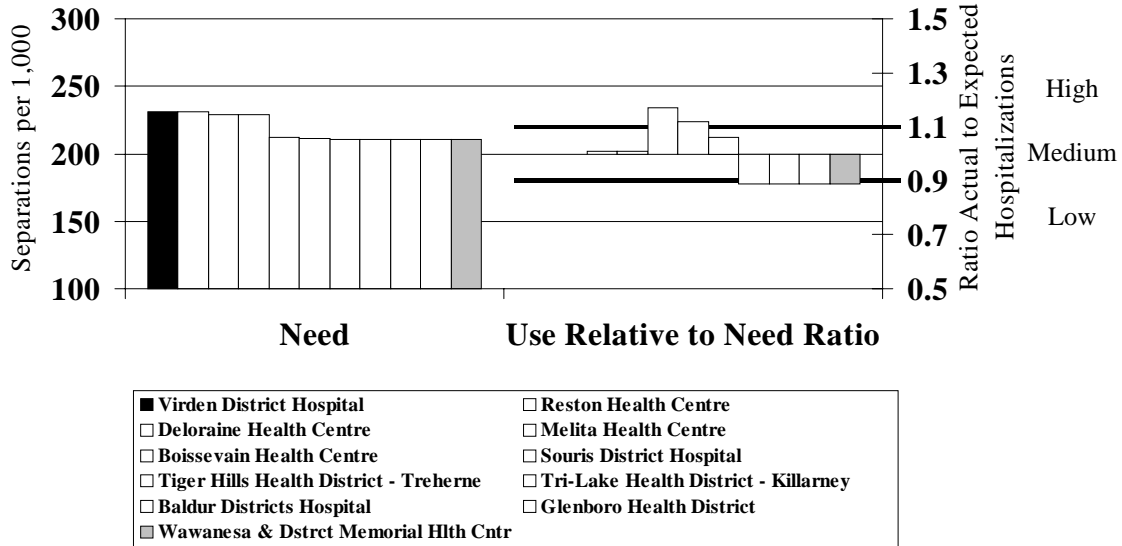 Separations per 1,000
300
250
200
150
100
1.5
1.3
1.1
0.9
0.7
0.5
Ratio Actual to Expected
Hospitalizations
High
Medium
Low
Need
Use Relative to Need Ratio
Virden District Hospital
Reston Health Centre
Deloraine Health Centre
Melita Health Centre
Boissevain Health Centre
Souris District Hospital
Tiger Hills Health District - Treherne
Tri-Lake Health District - Killarney
Baldur Districts Hospital
Glenboro Health District
Wawanesa & Dstrct Memorial Hlth Cntr